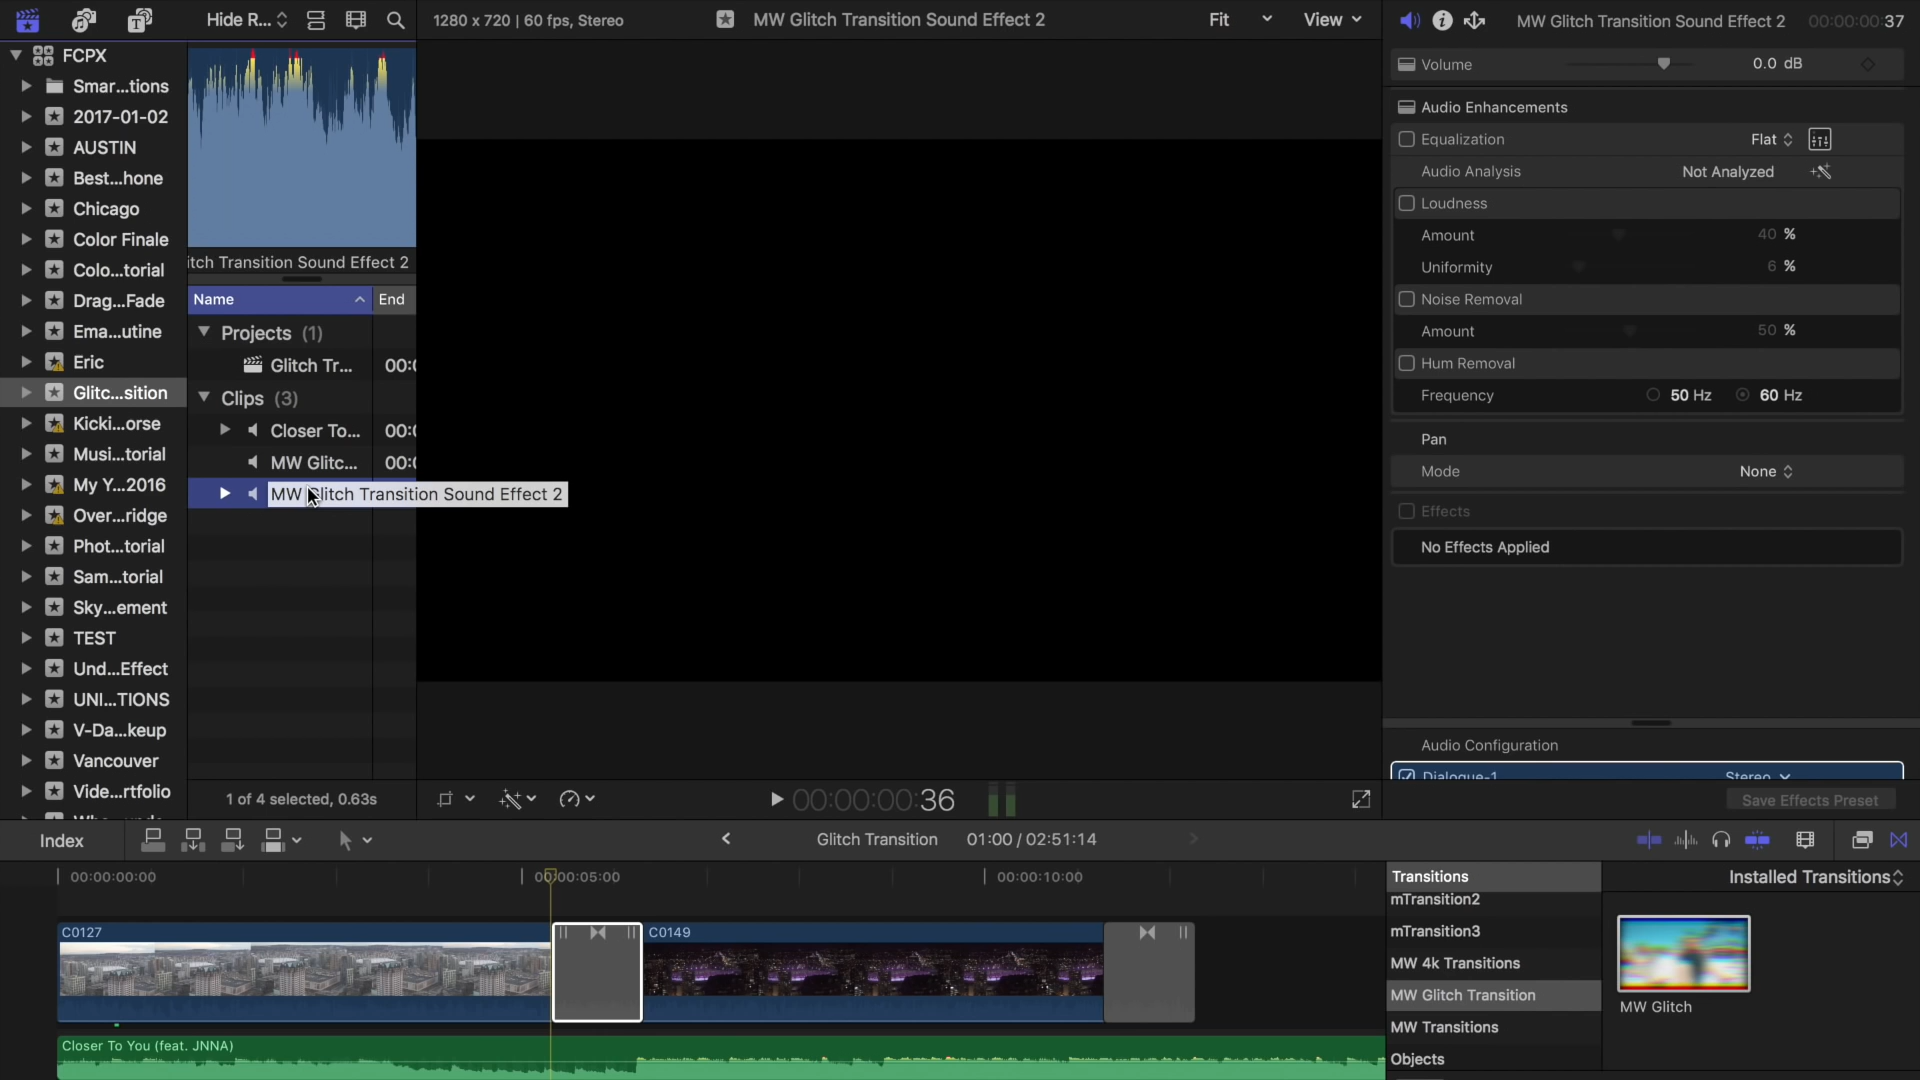 Hide R...
1280 x 720 | 60 fps, Stereo
MW Glitch Transition Sound Effect 2
Fit
View
MW Glitch Transition Sound Effect 2
00:00:00:37
FCPX
Smar...tions
2017-01-02
AUSTIN
Best...hone
Chicago
Color Finale
Colo...torial
Drag...Fade
Ema...utine
Eric
Glitc...sition
Kicki...orse
Musi...torial
My Y...2016
Over...ridge
Phot...torial
Sam...torial
Sky...ement
TEST
Und...Effect
UNI...TIONS
V-Da...keup
Vancouver
Vide...rtfolio
itch Transition Sound Effect 2
Name
End
Projects (1)
Glitch Tr...
00:0
Clips (3)
Closer To...
00:0
MW Glitc...
00:0
MW Glitch Transition Sound Effect 2
1 of 4 selected, 0.63s
00:00:00:36
Volume
0.0 dB
Audio Enhancements
Equalization
Flat
Audio Analysis
Not Analyzed
Loudness
Amount
40 %
Uniformity
6 %
Noise Removal
Amount
50 %
Hum Removal
Frequency
50 Hz
60 Hz
Pan
Mode
None
Effects
No Effects Applied
Audio Configuration
Dialogue-1
Stereo
Save Effects Preset
Index
Glitch Transition
01:00 / 02:51:14
00:00:00:00
00:00:05:00
00:00:10:00
C0127
C0149
Closer To You (feat. JNNA)
Transitions
Installed Transitions
mTransition2
mTransition3
MW 4k Transitions
MW Glitch Transition
MW Transitions
Objects
MW Glitch